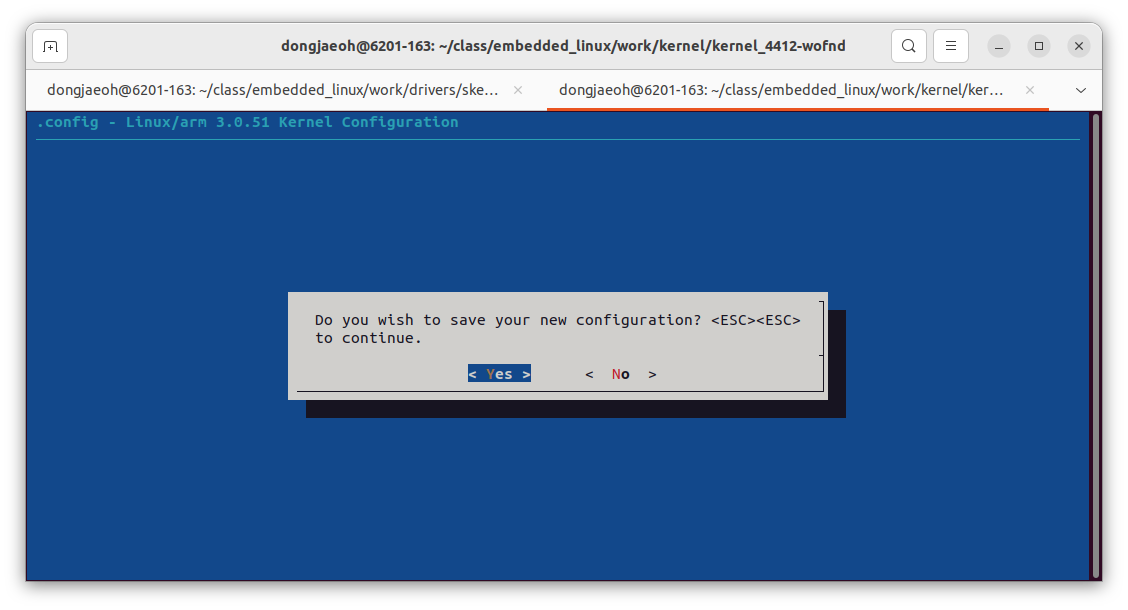 dongjaeoh@6201-163: ~/class/embedded_linux/work/kernel/kernel_4412-wofnd
dongjaeoh@6201-163: ~/class/embedded_linux/work/drivers/ske... ×
dongjaeoh@6201-163: ~/class/embedded_linux/work/kernel/ker... ×
.config - Linux/arm 3.0.51 Kernel Configuration
Do you wish to save your new configuration? <ESC><ESC>
to continue.
< Yes > < No >